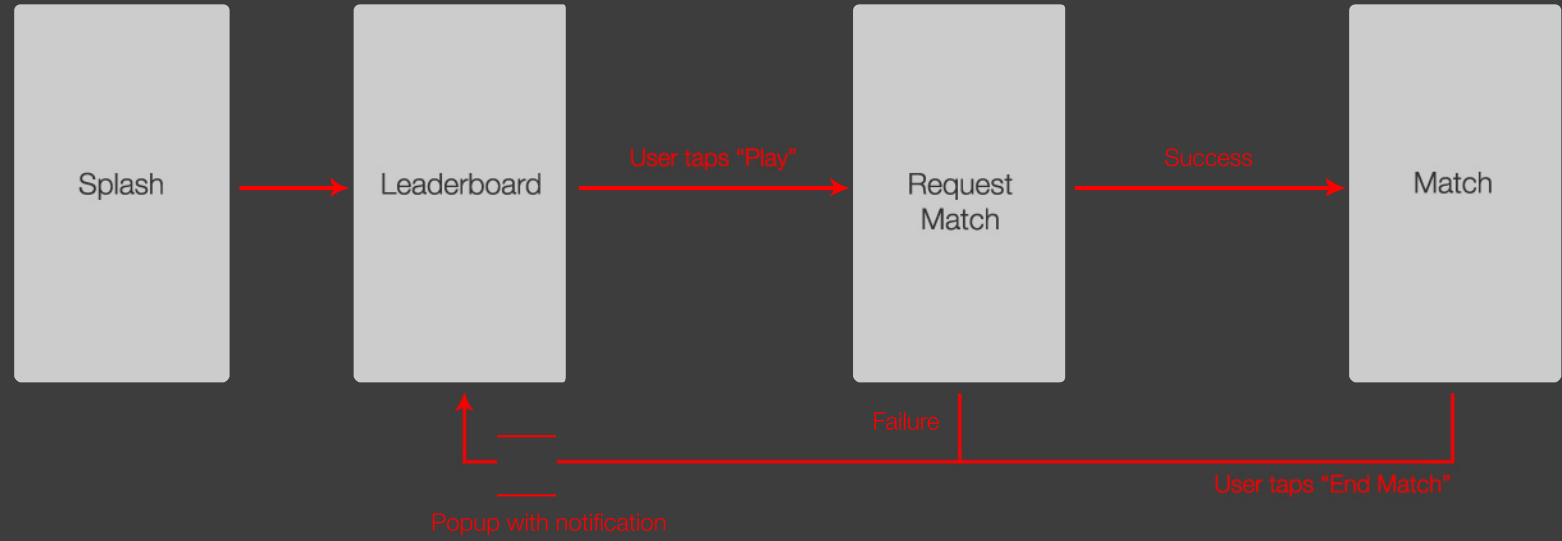 Splash
Leaderboard
User taps “Play”
Request
Match
Success
Match
Failure
User taps “End Match”
Popup with notification